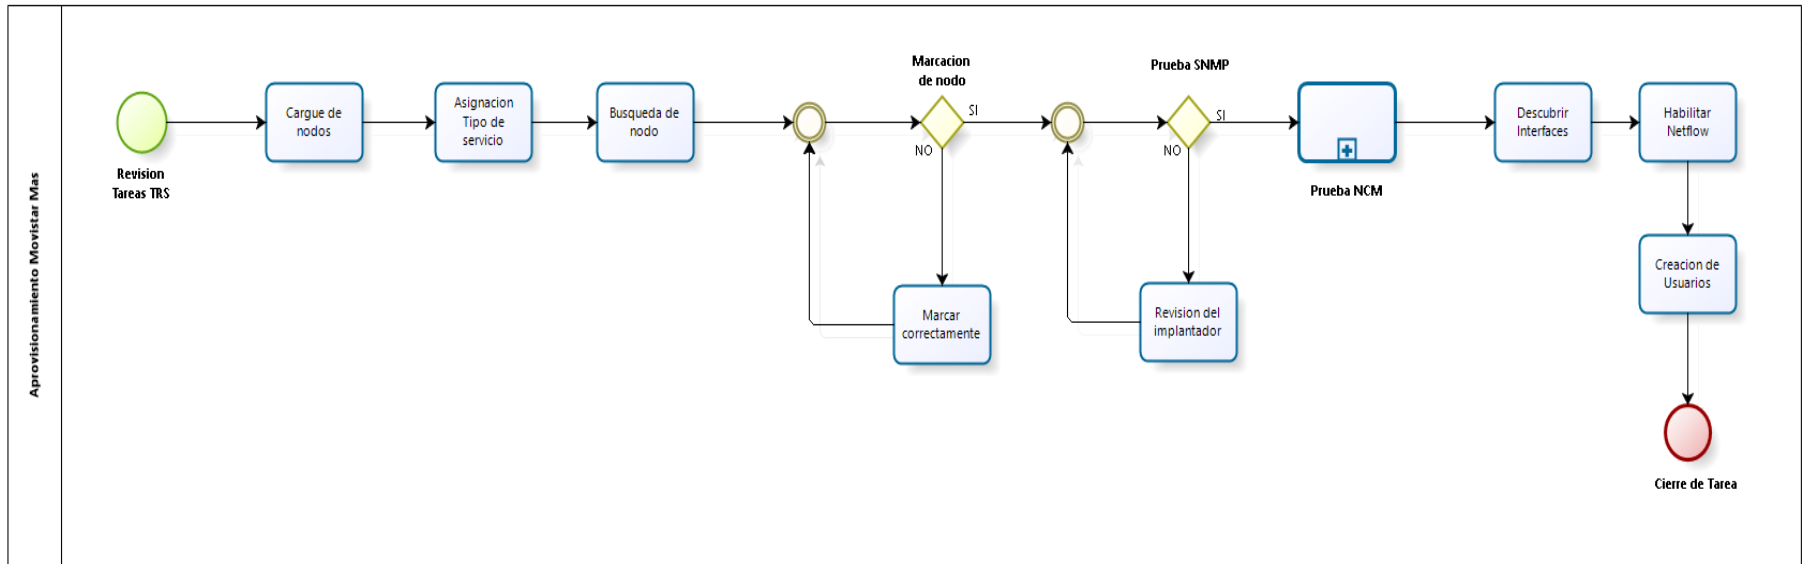 Aprovisionamiento Movistar Mas
Revision
Tareas TRS
Cargue de
nodos
Asignacion
Tipo de
servicio
Busqueda de
nodo
Marcacion
de nodo
SI
NO
Marcar
correctamente
Prueba SNMP
SI
NO
Revision del
implantador
Prueba NCM
Descubrir
Interfaces
Habilitar
Netflow
Creacion de
Usuarios
Cierre de Tarea